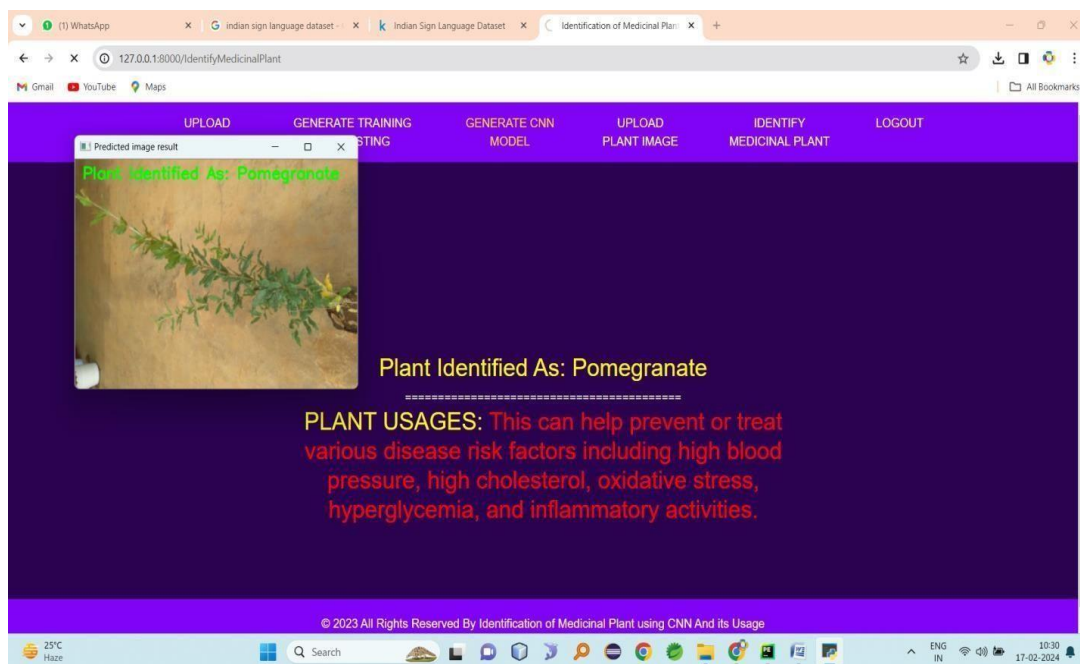 (1) WhatsApp
indian sign language dataset -
Indian Sign Language Dataset
Identification of Medicinal Plan
127.0.0.1:8000/IdentifyMedicinalPlant
Gmail
YouTube
Maps
All Bookmarks
UPLOAD
GENERATE TRAINING
STING
GENERATE CNN
MODEL
UPLOAD
PLANT IMAGE
IDENTIFY
MEDICINAL PLANT
LOGOUT
Predicted image result
Plant Identified As: Pomegranate
Plant Identified As: Pomegranate
==========================================
PLANT USAGES: This can help prevent or treat
various disease risk factors including high blood
pressure, high cholesterol, oxidative stress,
hyperglycemia, and inflammatory activities.
© 2023 All Rights Reserved By Identification of Medicinal Plant using CNN And its Usage
25°C
Haze
Search
ENG
IN
10:30
17-02-2024